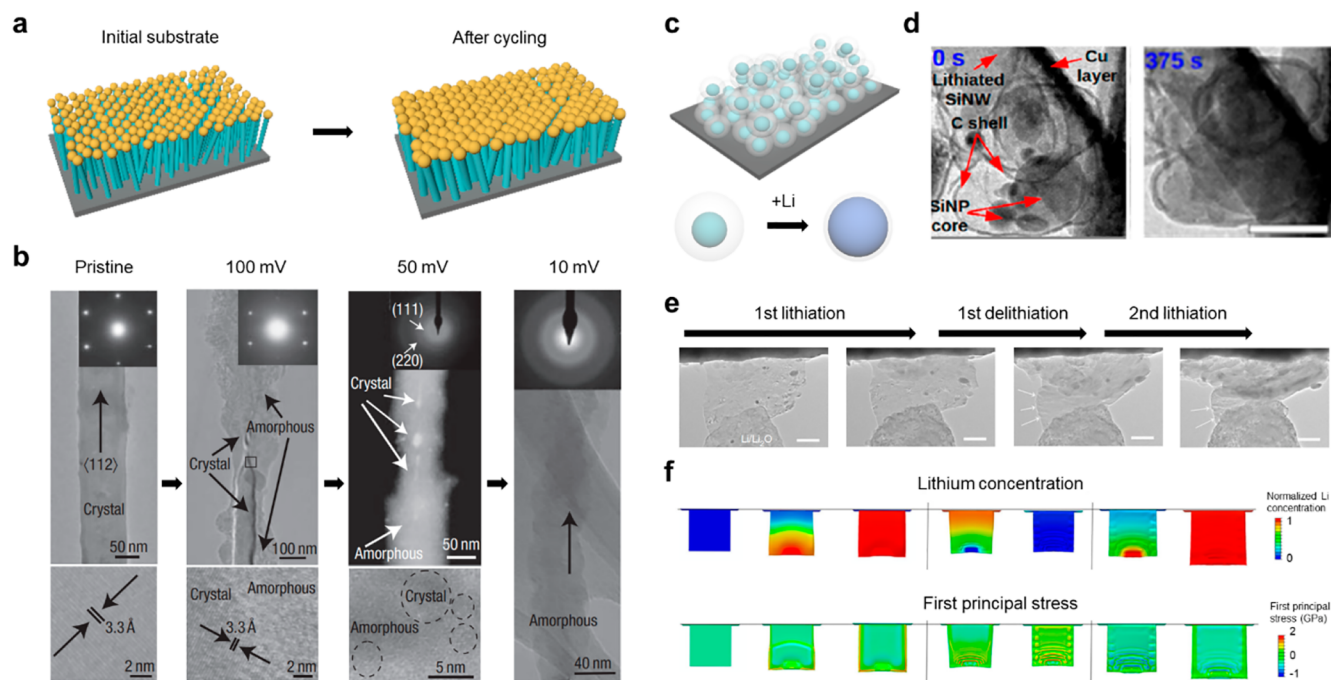 a
Initial substrate
After cycling
b
Pristine
100 mV
50 mV
10 mV
⟨112⟩
Crystal
50 nm
Crystal
Amorphous
100 nm
(111)
(220)
Crystal
Amorphous
50 nm
Amorphous
40 nm
3.3 Å
2 nm
Crystal
Amorphous
3.3 Å
2 nm
Crystal
Amorphous
5 nm
c
+Li
d
0 s
Lithiated
SiNW
Cu
layer
C shell
SiNP
core
375 s
e
1st lithiation
1st delithiation
2nd lithiation
Li/Li₂O
f
Lithium concentration
Normalized Li
concentration
1
0
First principal stress
First principal
stress (GPa)
2
-1